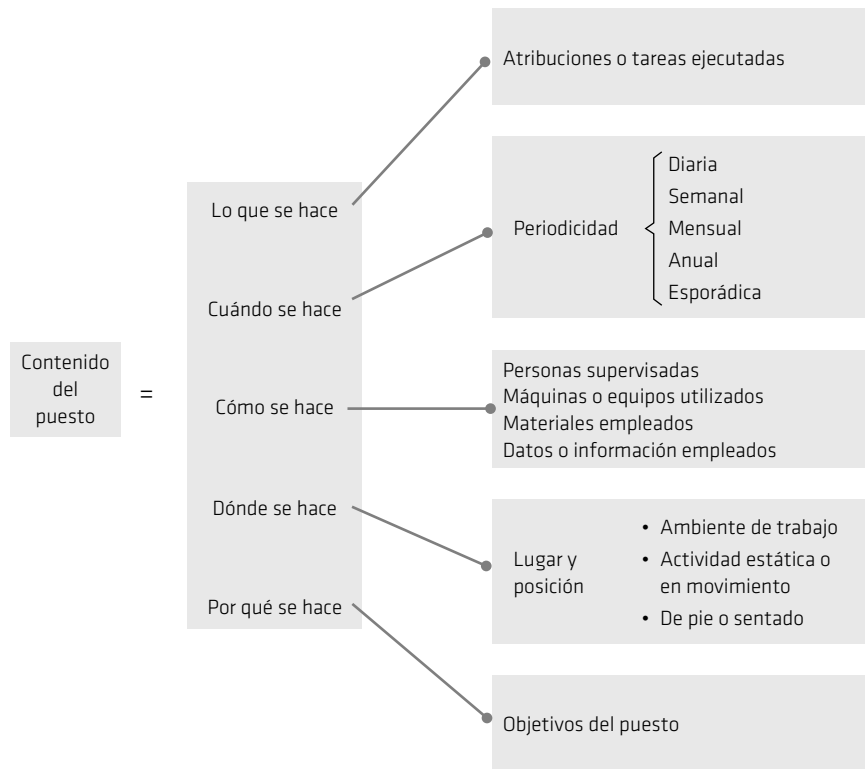 Contenido
del
puesto
=
Lo que se hace
Atribuciones o tareas ejecutadas
Cuándo se hace
Periodicidad
Diaria
Semanal
Mensual
Anual
Esporádica
Cómo se hace
Personas supervisadas
Máquinas o equipos utilizados
Materiales empleados
Datos o información empleados
Dónde se hace
Lugar y
posición
• Ambiente de trabajo
• Actividad estática o
en movimiento
• De pie o sentado
Por qué se hace
Objetivos del puesto